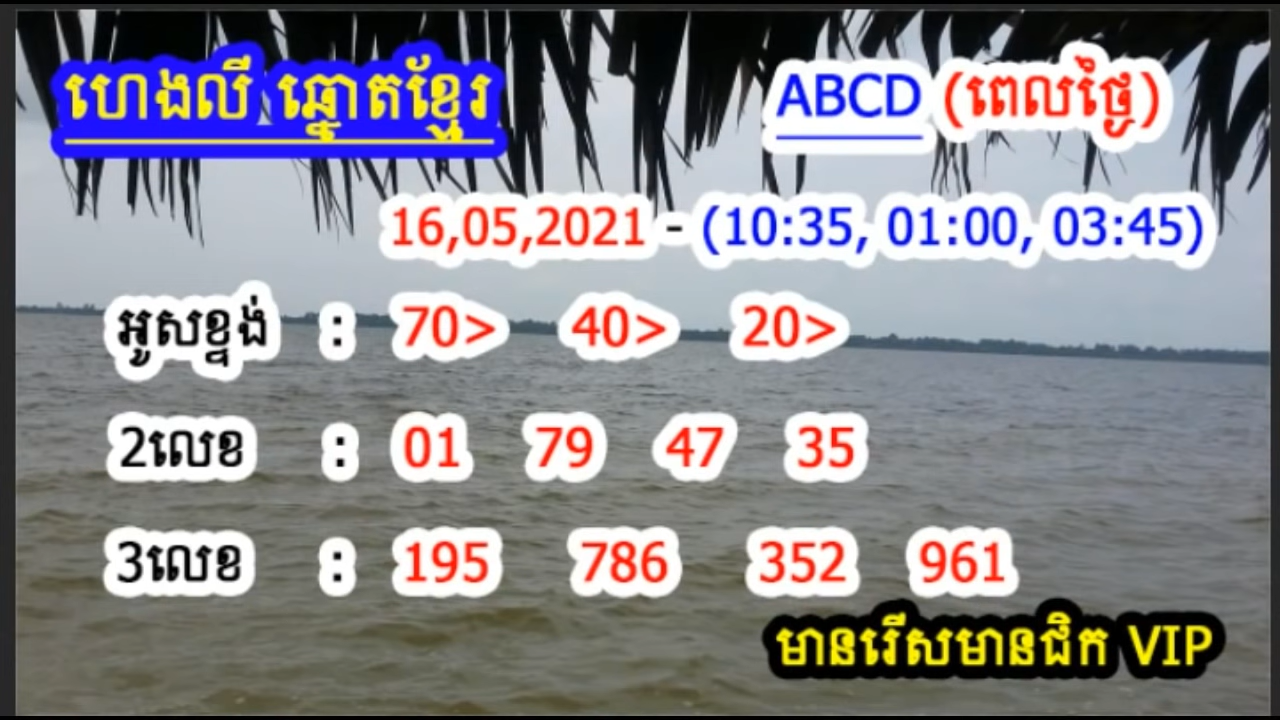 ហេងលី ឆ្នោតខ្មែរ ABCD (ពេលថ្ងៃ)
16,05,2021 - (10:35, 01:00, 03:45)
អូសខ្ទង់ : 70> 40> 20>
2លេខ : 01 79 47 35
3លេខ : 195 786 352 961
មានរើសមានជិក VIP